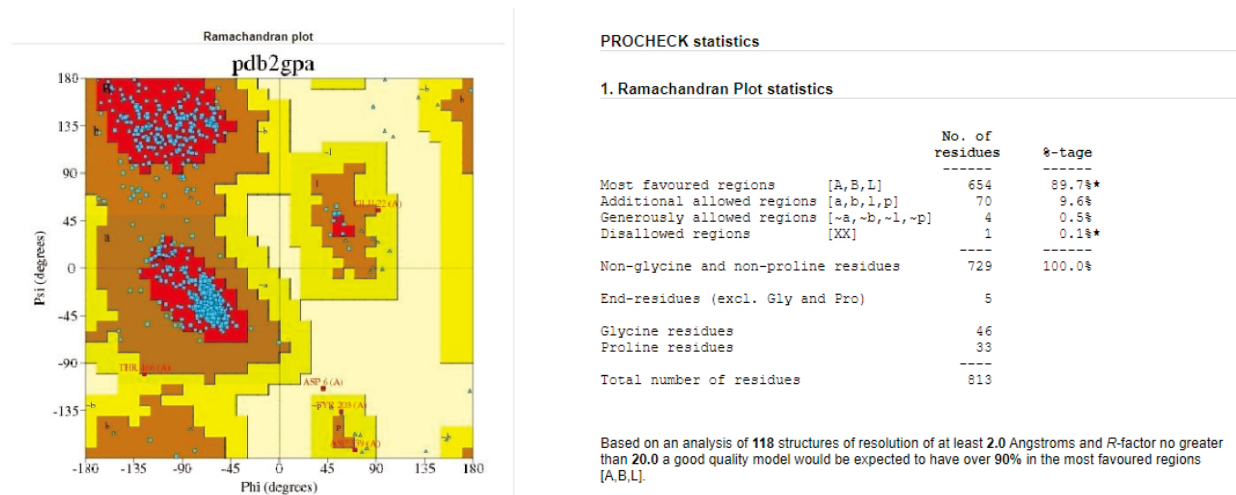 Ramachandran plot
pdb2gpa
180
135
90
45
0
-45
-90
-135
-180
-135
-90
-45
0
45
90
135
180
Psi (degrees)
Phi (degrees)
B
b
~b
b
~b
~l
l
a
~a
ASP 6 (A)
~b
b
p
~b
PROCHECK statistics
1. Ramachandran Plot statistics
No. of
residues %-tage
------ ------
Most favoured regions [A,B,L] 654 89.7%★
Additional allowed regions [a,b,l,p] 70 9.6%
Generously allowed regions [~a,~b,~l,~p] 4 0.5%
Disallowed regions [XX] 1 0.1%★
---- ------
Non-glycine and non-proline residues 729 100.0%
End-residues (excl. Gly and Pro) 5
Glycine residues 46
Proline residues 33
----
Total number of residues 813
Based on an analysis of 118 structures of resolution of at least 2.0 Angstroms and R-factor no greater
than 20.0 a good quality model would be expected to have over 90% in the most favoured regions
[A,B,L].